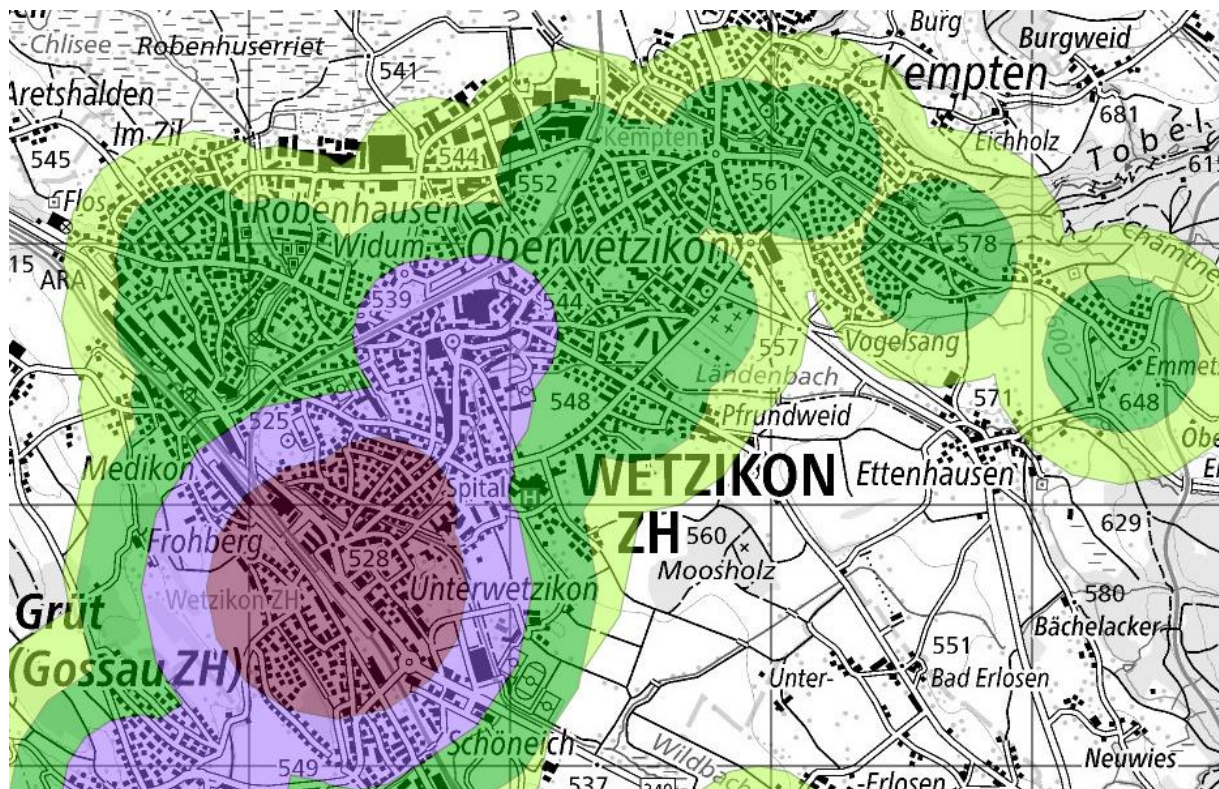 Burg
Chlisee
Robenhuserriet
Burgweid
541
Kempten
Aretshalden
Im Zil
681
Kempten
Eichholz
Tobel
545
544
552
561
Flos
Robenhausen
Widum
Oberwetzikon
578
15
ARA
539
544
600
557
Vogelsang
Ländenbach
Emmets
548
571
648
525
Pfrundweid
Medikon
WETZIKON
Ettenhausen
Spital
H
ZH
560
629
Frohberg
528
Moosholz
Wetzikon ZH
Unterwetzikon
580
Grüt
Bächelacker
551
(Gossau ZH)
Unter-
Bad Erlosen
Schöneich
Wildbach
Neuwies
549
537
-Erlosen